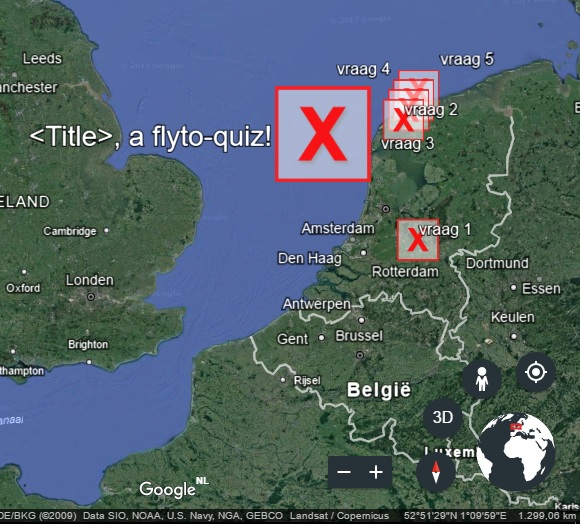 Leeds
anchester
vraag 4
vraag 5
vraag 2
<Title>, a flyto-quiz!
X
X
vraag 3
ELAND
Cambridge
Amsterdam
vraag 1
X
Den Haag
Rotterdam
Dortmund
Oxford
Londen
Essen
Antwerpen
Keulen
Gent
Brussel
Brighton
thampton
Rijsel
België
3D
anaal
Luxem
Google NL
Karls
DE/BKG (©2009) Data SIO, NOAA, U.S. Navy, NGA, GEBCO Landsat / Copernicus 52°51'29"N 1°09'59"E 1.299,06 km